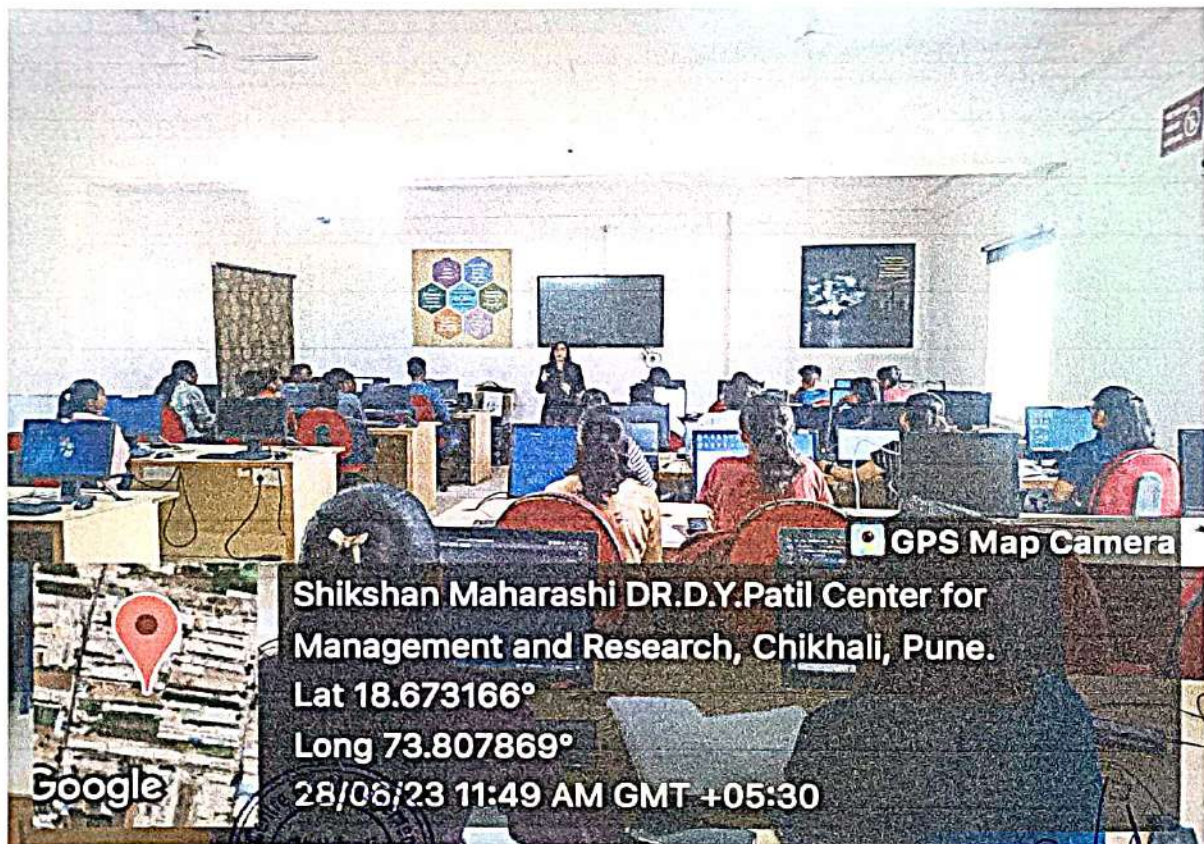 GPS Map Camera
Shikshan Maharashi DR.D.Y.Patil Center for
Management and Research, Chikhali, Pune.
Lat 18.673166°
Long 73.807869°
28/06/23 11:49 AM GMT +05:30
Google